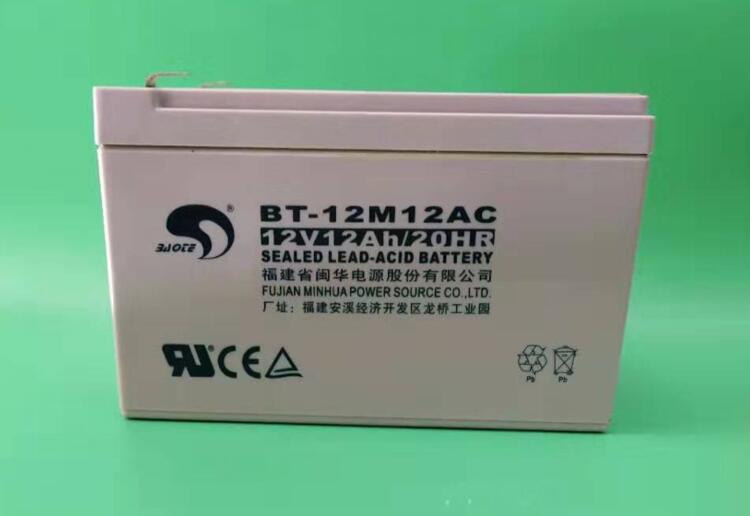 BAOTE ®
BT-12M12AC
12V12Ah/20HR
SEALED LEAD-ACID BATTERY
福建省闽华电源股份有限公司
FUJIAN MINHUA POWER SOURCE CO.,LTD.
厂址：福建安溪经济开发区龙桥工业园
RU CE
Pb Pb